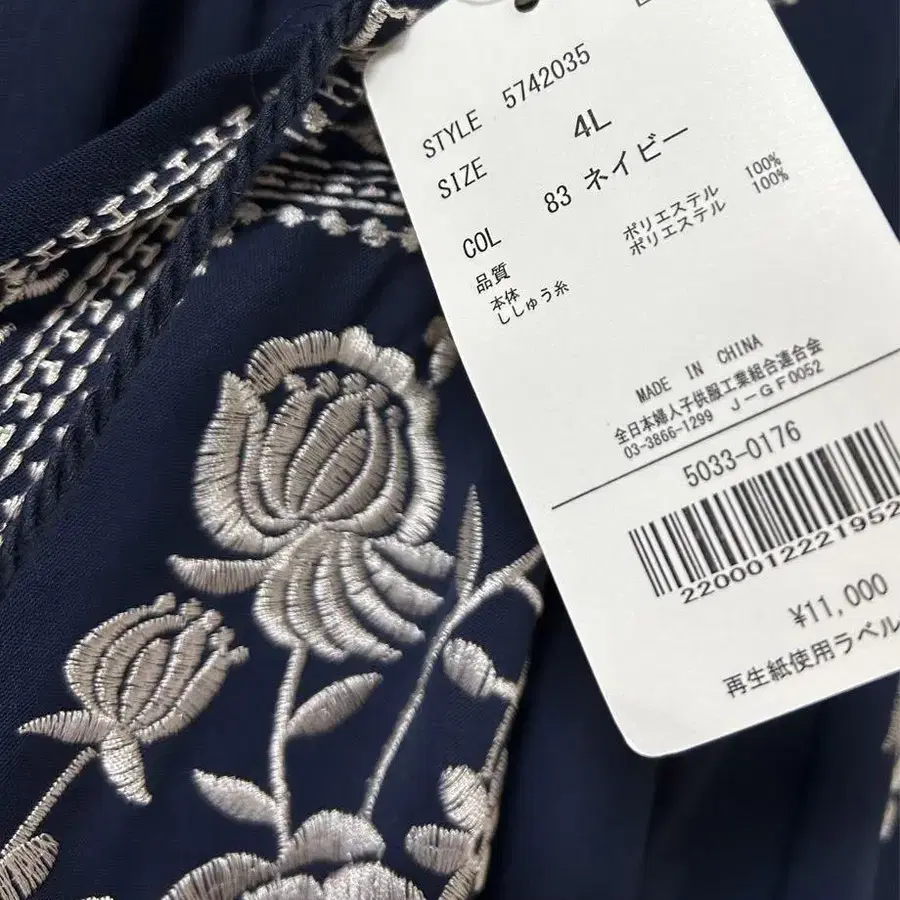 STYLE 5742035
SIZE 4L
COL 83 ネイビー
品質
本体 ポリエステル 100%
ししゅう糸 ポリエステル 100%
MADE IN CHINA
全日本婦人子供服工業組合連合会
03-3866-1299 J-GF0052
5033-0176
2200012221952
¥11,000
再生紙使用ラベル